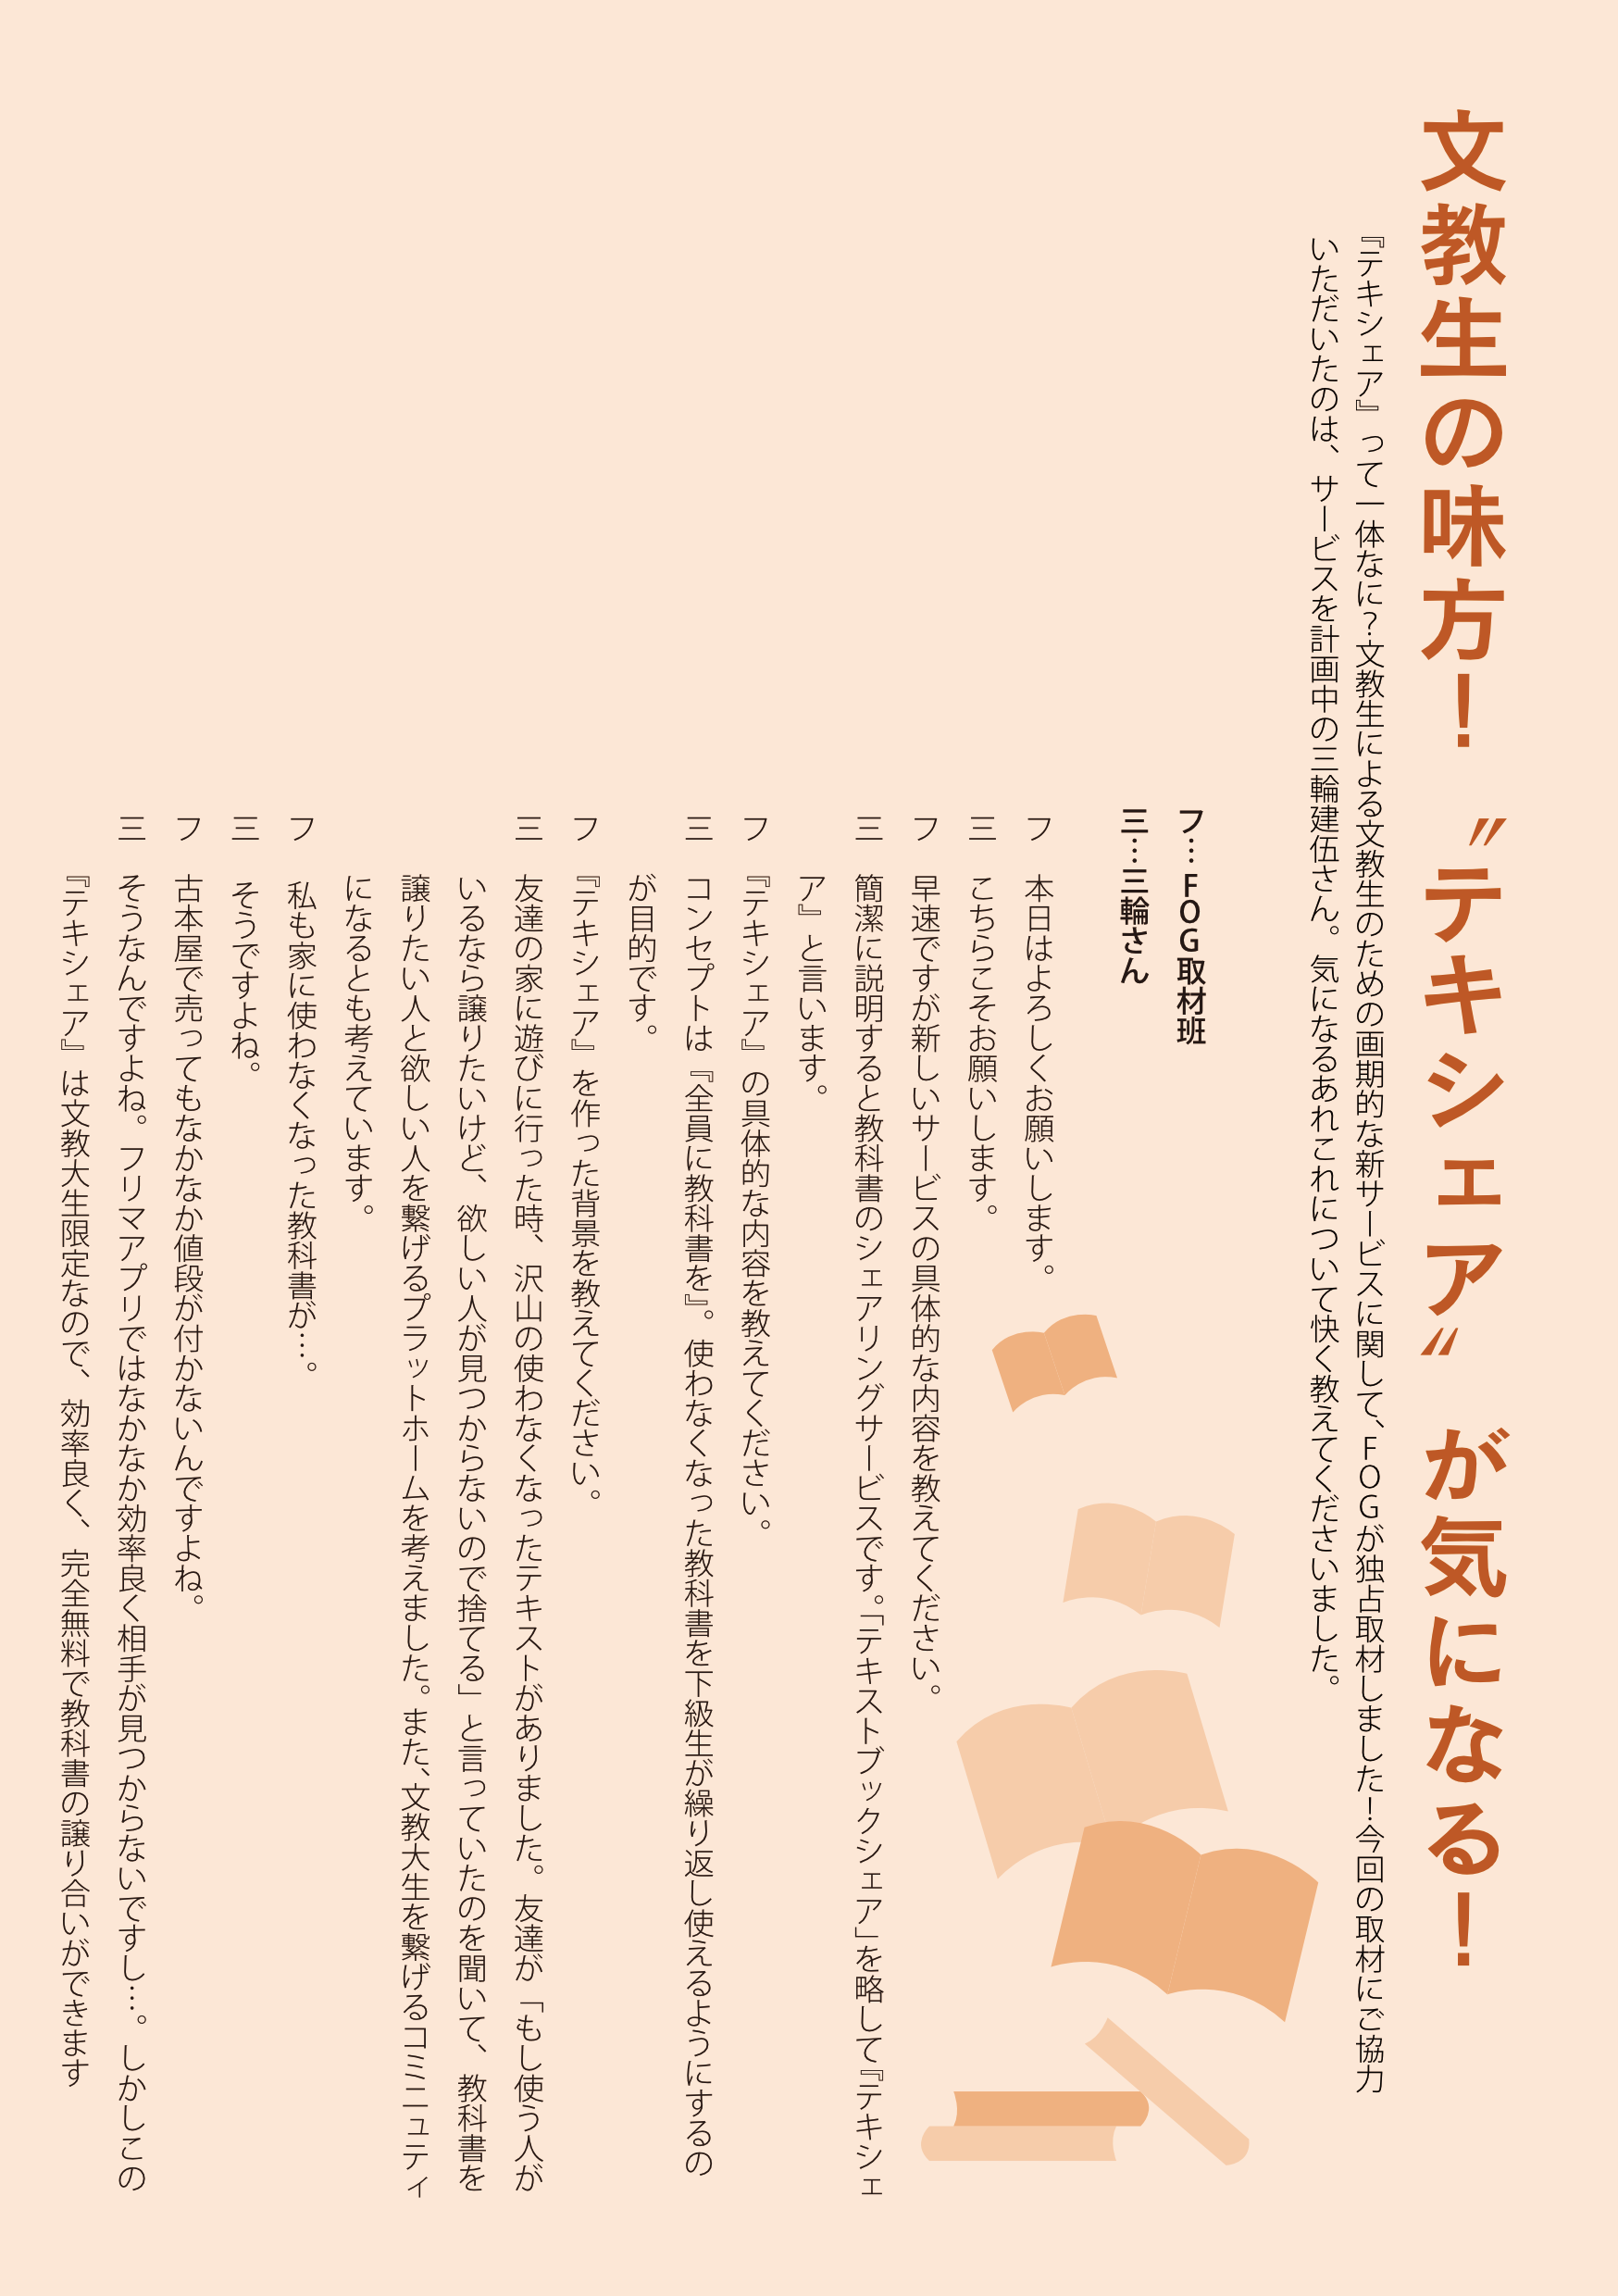 文教生の味方！〝テキシェア〟が気になる！
『テキシェア』って一体なに？文教生による文教生のための画期的な新サービスに関して、ＦＯＧが独占取材しました！今回の取材にご協力
いただいたのは、サービスを計画中の三輪建伍さん。気になるあれこれについて快く教えてくださいました。
フ…ＦＯＧ取材班
三…三輪さん
フ　本日はよろしくお願いします。
三　こちらこそお願いします。
フ　早速ですが新しいサービスの具体的な内容を教えてください。
三　簡潔に説明すると教科書のシェアリングサービスです。「テキストブックシェア」を略して『テキシェ
ア』と言います。
フ　『テキシェア』の具体的な内容を教えてください。
三　コンセプトは『全員に教科書を』。使わなくなった教科書を下級生が繰り返し使えるようにするの
が目的です。
フ　『テキシェア』を作った背景を教えてください。
三　友達の家に遊びに行った時、沢山の使わなくなったテキストがありました。友達が「もし使う人が
いるなら譲りたいけど、欲しい人が見つからないので捨てる」と言っていたのを聞いて、教科書を
譲りたい人と欲しい人を繋げるプラットホームを考えました。また、文教大生を繋げるコミニュティ
になるとも考えています。
フ　私も家に使わなくなった教科書が…。
三　そうですよね。
フ　古本屋で売ってもなかなか値段が付かないんですよね。
三　そうなんですよね。フリマアプリではなかなか効率良く相手が見つからないですし…。しかしこの
『テキシェア』は文教大生限定なので、効率良く、完全無料で教科書の譲り合いができます